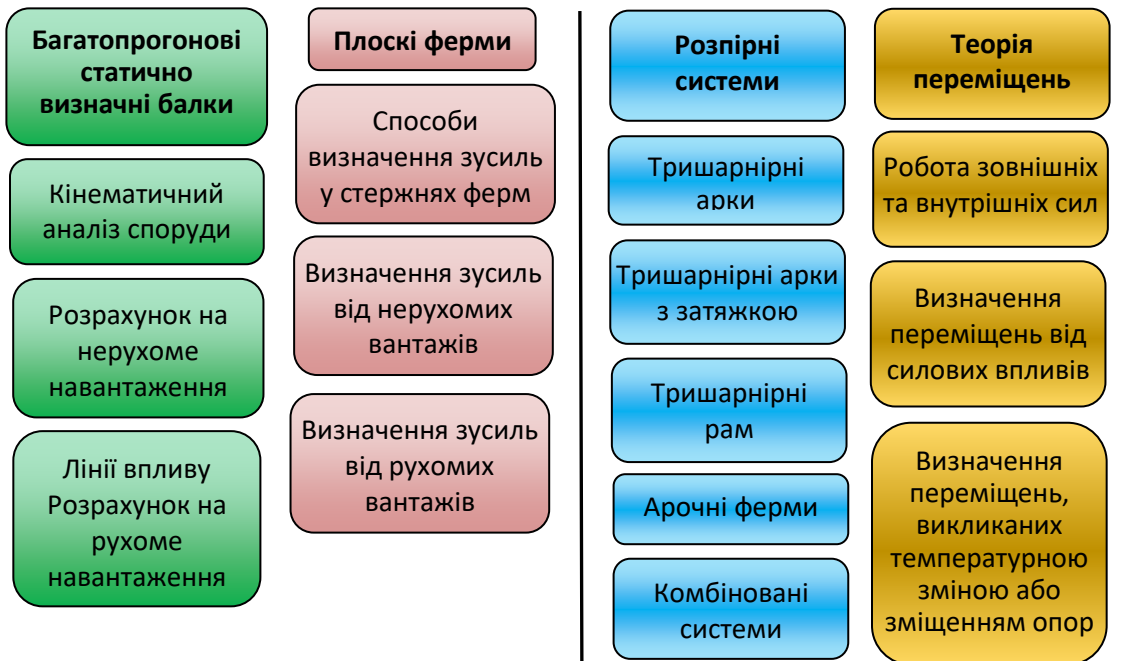 Багатопрогонові
статично
визначні балки
Кінематичний
аналіз споруди
Розрахунок на
нерухоме
навантаження
Лінії впливу
Розрахунок на
рухоме
навантаження
Плоскі ферми
Способи
визначення зусиль
у стержнях ферм
Визначення зусиль
від нерухомих
вантажів
Визначення зусиль
від рухомих
вантажів
Розпірні
системи
Тришарнірні
арки
Тришарнірні арки
з затяжкою
Тришарнірні
рам
Арочні ферми
Комбіновані
системи
Теорія
переміщень
Робота зовнішніх
та внутрішніх сил
Визначення
переміщень від
силових впливів
Визначення
переміщень,
викликаних
температурною
зміною або
зміщенням опор